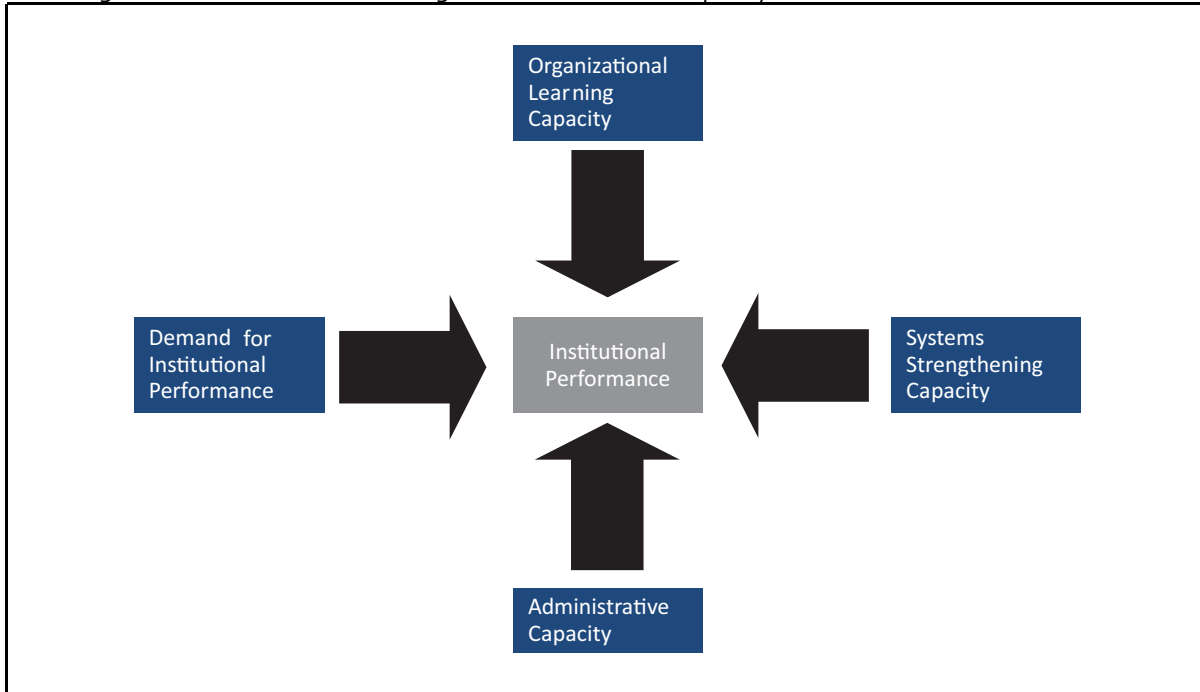 Organizational
Learning
Capacity
Demand for
Institutional
Performance
Institutional
Performance
Systems
Strengthening
Capacity
Administrative
Capacity